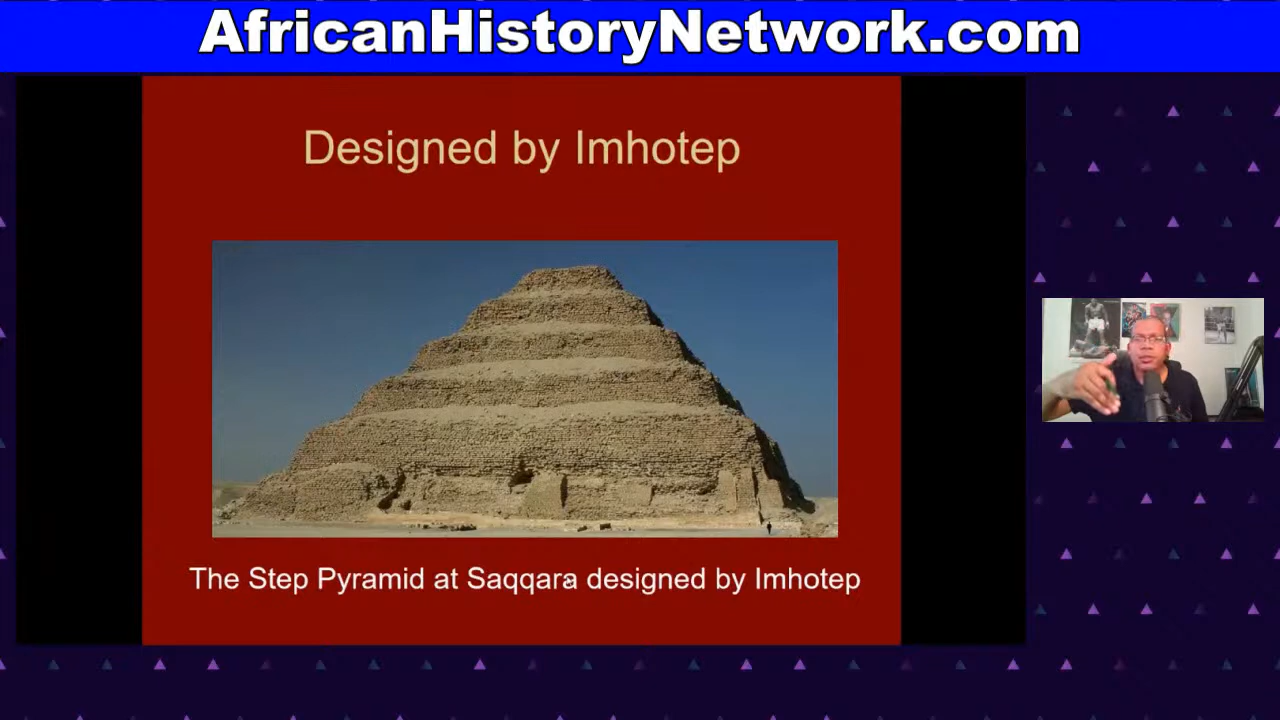 AfricanHistoryNetwork.com
Designed by Imhotep
The Step Pyramid at Saqqara designed by Imhotep